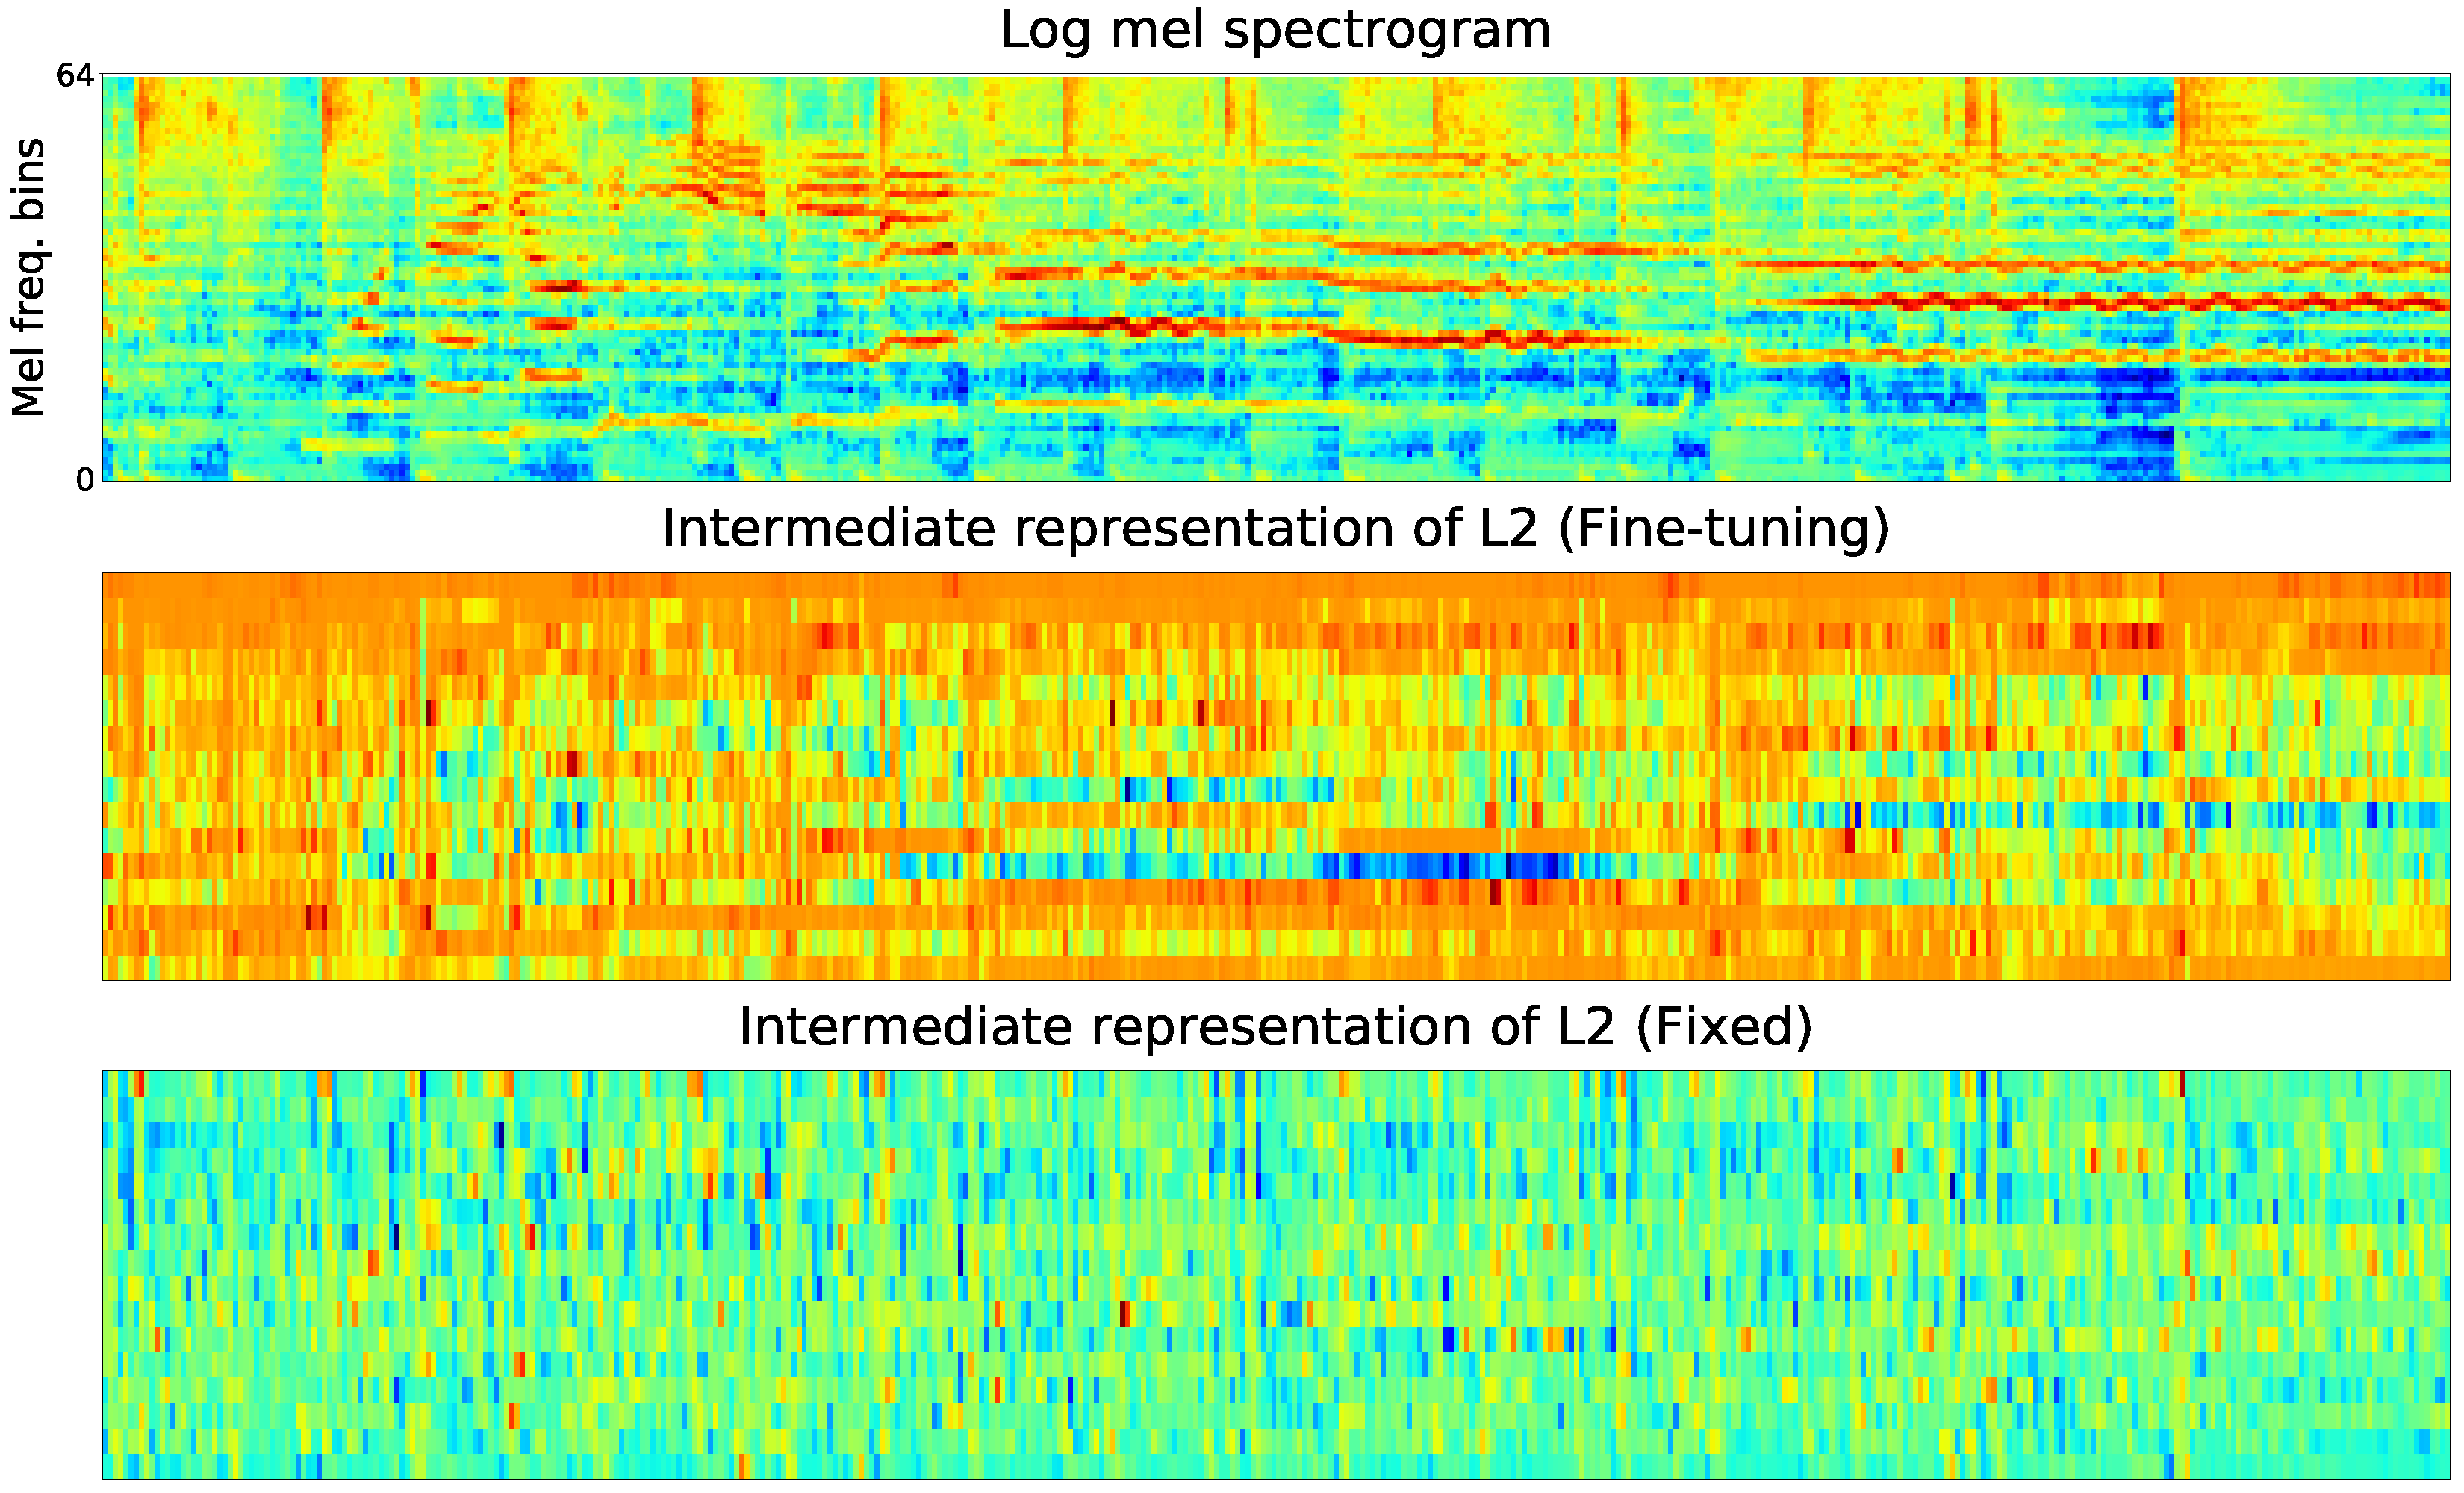 Log mel spectrogram
64
Mel freq. bins
0
Intermediate representation of L2 (Fine-tuning)
Intermediate representation of L2 (Fixed)